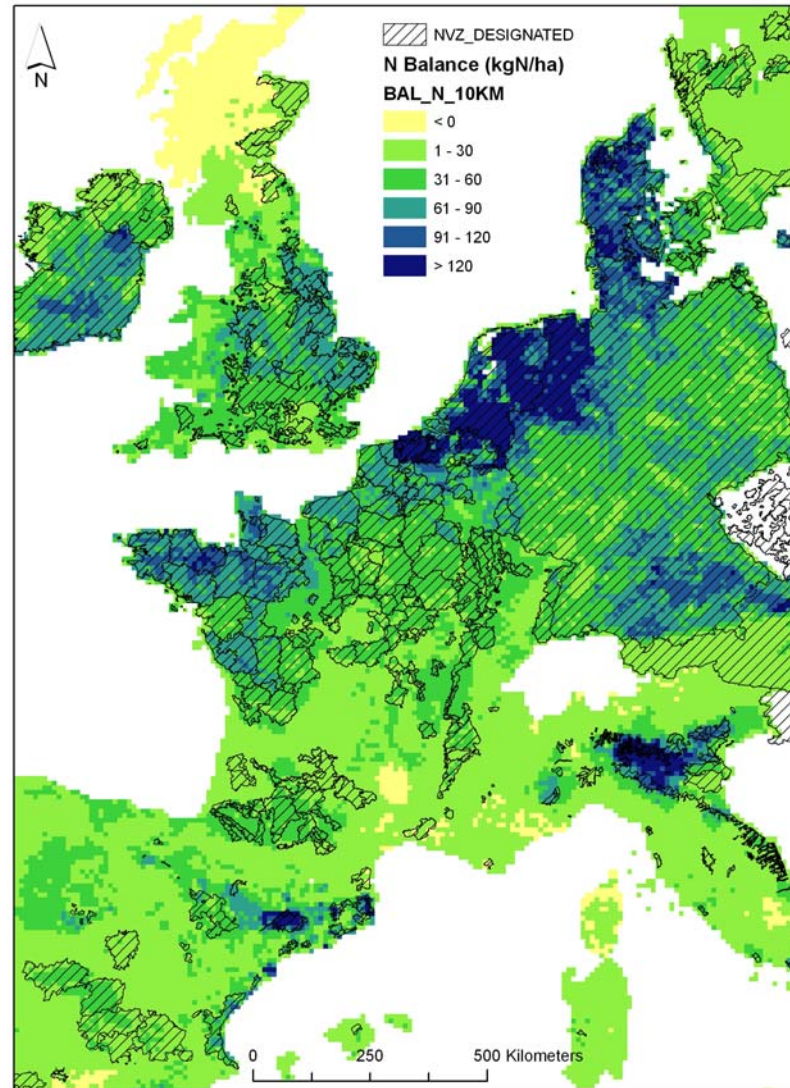 N
NVZ_DESIGNATED
N Balance (kgN/ha)
BAL_N_10KM
< 0
1 - 30
31 - 60
61 - 90
91 - 120
> 120
0 250 500 Kilometers